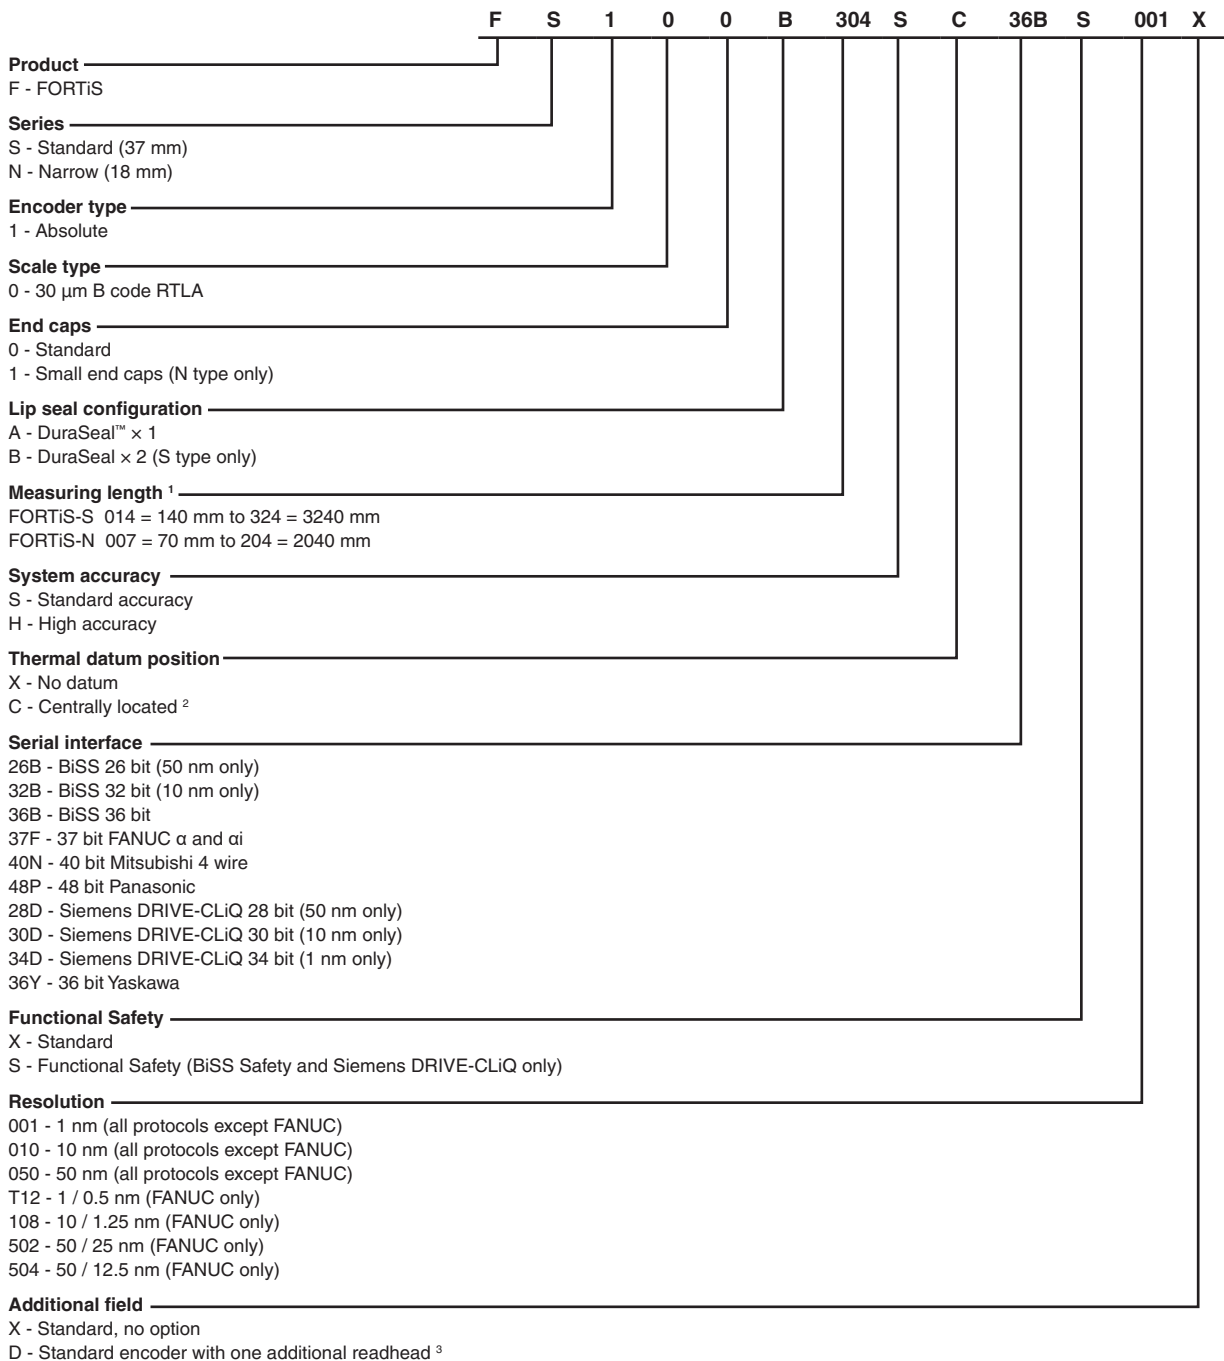 F S 1 0 0 B 304 S C 36B S 001 X
Product
F - FORTiS
Series
S - Standard (37 mm)
N - Narrow (18 mm)
Encoder type
1 - Absolute
Scale type
0 - 30 µm B code RTLA
End caps
0 - Standard
1 - Small end caps (N type only)
Lip seal configuration
A - DuraSeal™ × 1
B - DuraSeal × 2 (S type only)
Measuring length ¹
FORTiS-S 014 = 140 mm to 324 = 3240 mm
FORTiS-N 007 = 70 mm to 204 = 2040 mm
System accuracy
S - Standard accuracy
H - High accuracy
Thermal datum position
X - No datum
C - Centrally located ²
Serial interface
26B - BiSS 26 bit (50 nm only)
32B - BiSS 32 bit (10 nm only)
36B - BiSS 36 bit
37F - 37 bit FANUC α and αi
40N - 40 bit Mitsubishi 4 wire
48P - 48 bit Panasonic
28D - Siemens DRIVE-CLiQ 28 bit (50 nm only)
30D - Siemens DRIVE-CLiQ 30 bit (10 nm only)
34D - Siemens DRIVE-CLiQ 34 bit (1 nm only)
36Y - 36 bit Yaskawa
Functional Safety
X - Standard
S - Functional Safety (BiSS Safety and Siemens DRIVE-CLiQ only)
Resolution
001 - 1 nm (all protocols except FANUC)
010 - 10 nm (all protocols except FANUC)
050 - 50 nm (all protocols except FANUC)
T12 - 1 / 0.5 nm (FANUC only)
108 - 10 / 1.25 nm (FANUC only)
502 - 50 / 25 nm (FANUC only)
504 - 50 / 12.5 nm (FANUC only)
Additional field
X - Standard, no option
D - Standard encoder with one additional readhead ³